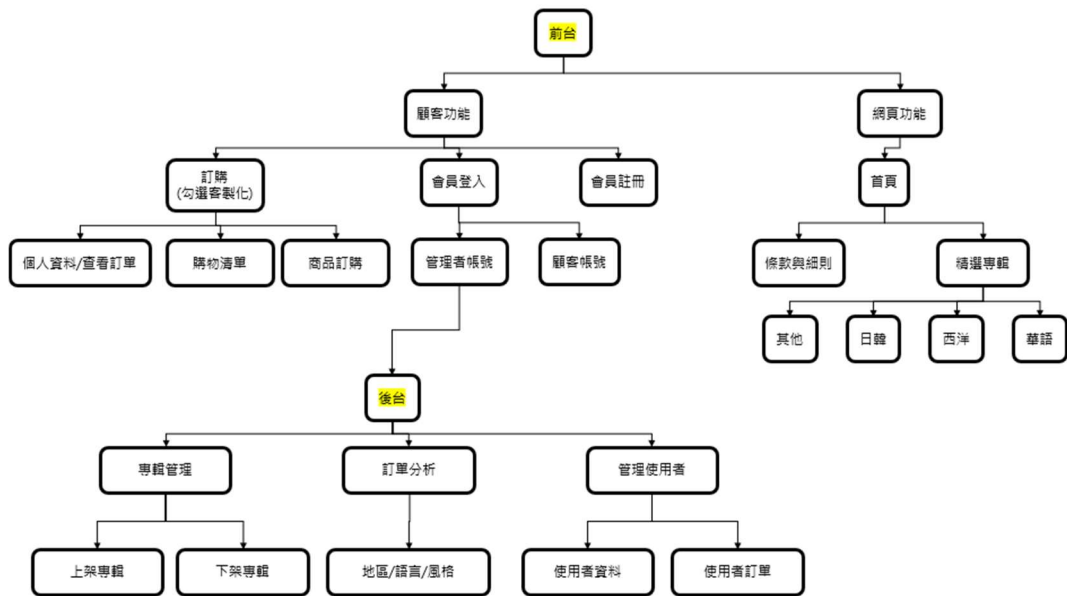 前台
顧客功能
網頁功能
訂購
(勾選客製化)
會員登入
會員註冊
首頁
個人資料/查看訂單
購物清單
商品訂購
管理者帳號
顧客帳號
條款與細則
精選專輯
其他
日韓
西洋
華語
後台
專輯管理
訂單分析
管理使用者
上架專輯
下架專輯
地區/語言/風格
使用者資料
使用者訂單